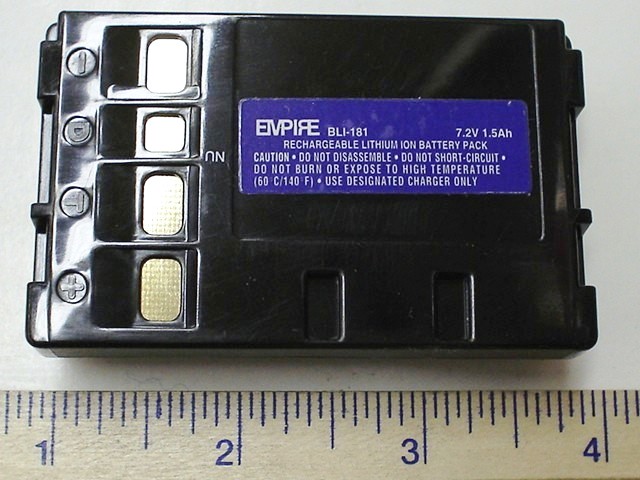 −
D
T
+
NU
EMPIRE BLI-181 7.2V 1.5Ah
RECHARGEABLE LITHIUM ION BATTERY PACK
CAUTION • DO NOT DISASSEMBLE • DO NOT SHORT-CIRCUIT •
DO NOT BURN OR EXPOSE TO HIGH TEMPERATURE
(60 C/140 F) • USE DESIGNATED CHARGER ONLY
1 2 3 4